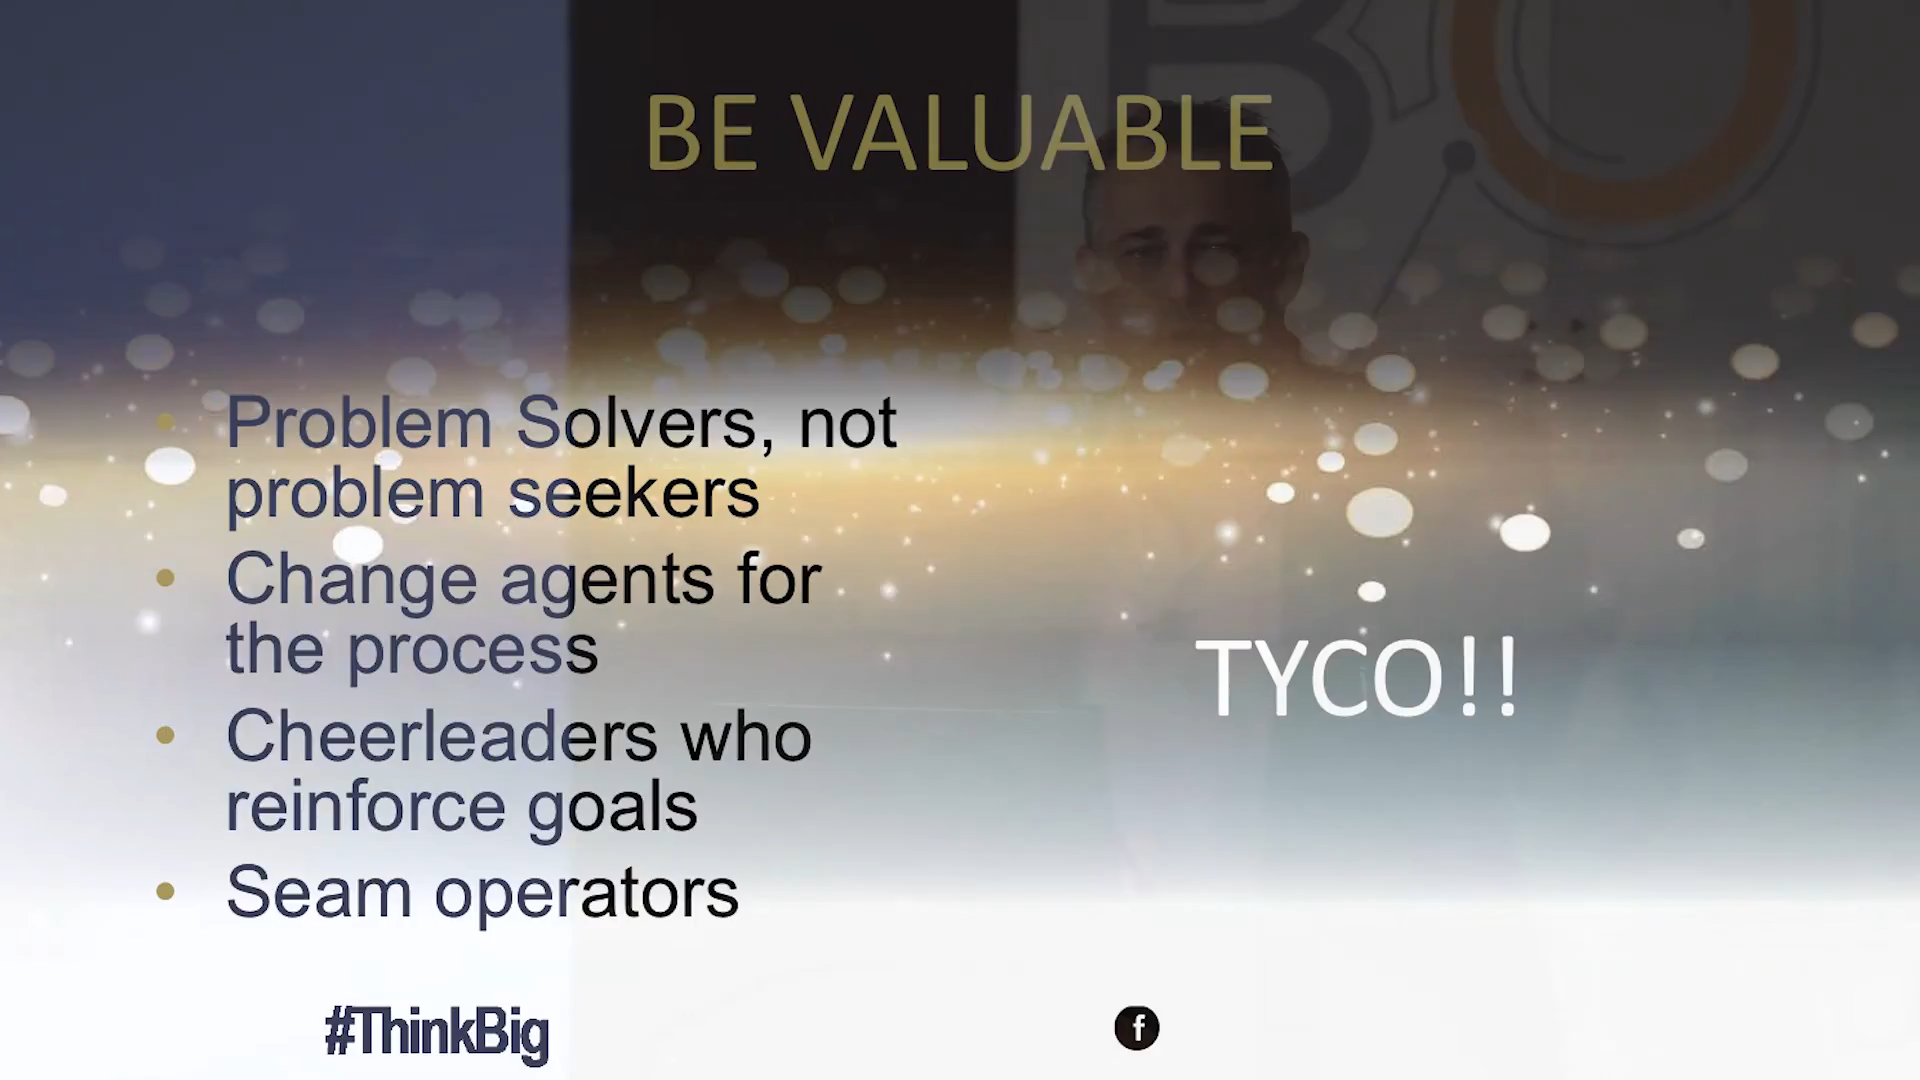 BE VALUABLE
Problem Solvers, not
problem seekers
Change agents for
the process
Cheerleaders who
reinforce goals
Seam operators
TYCO!!
#ThinkBig
f